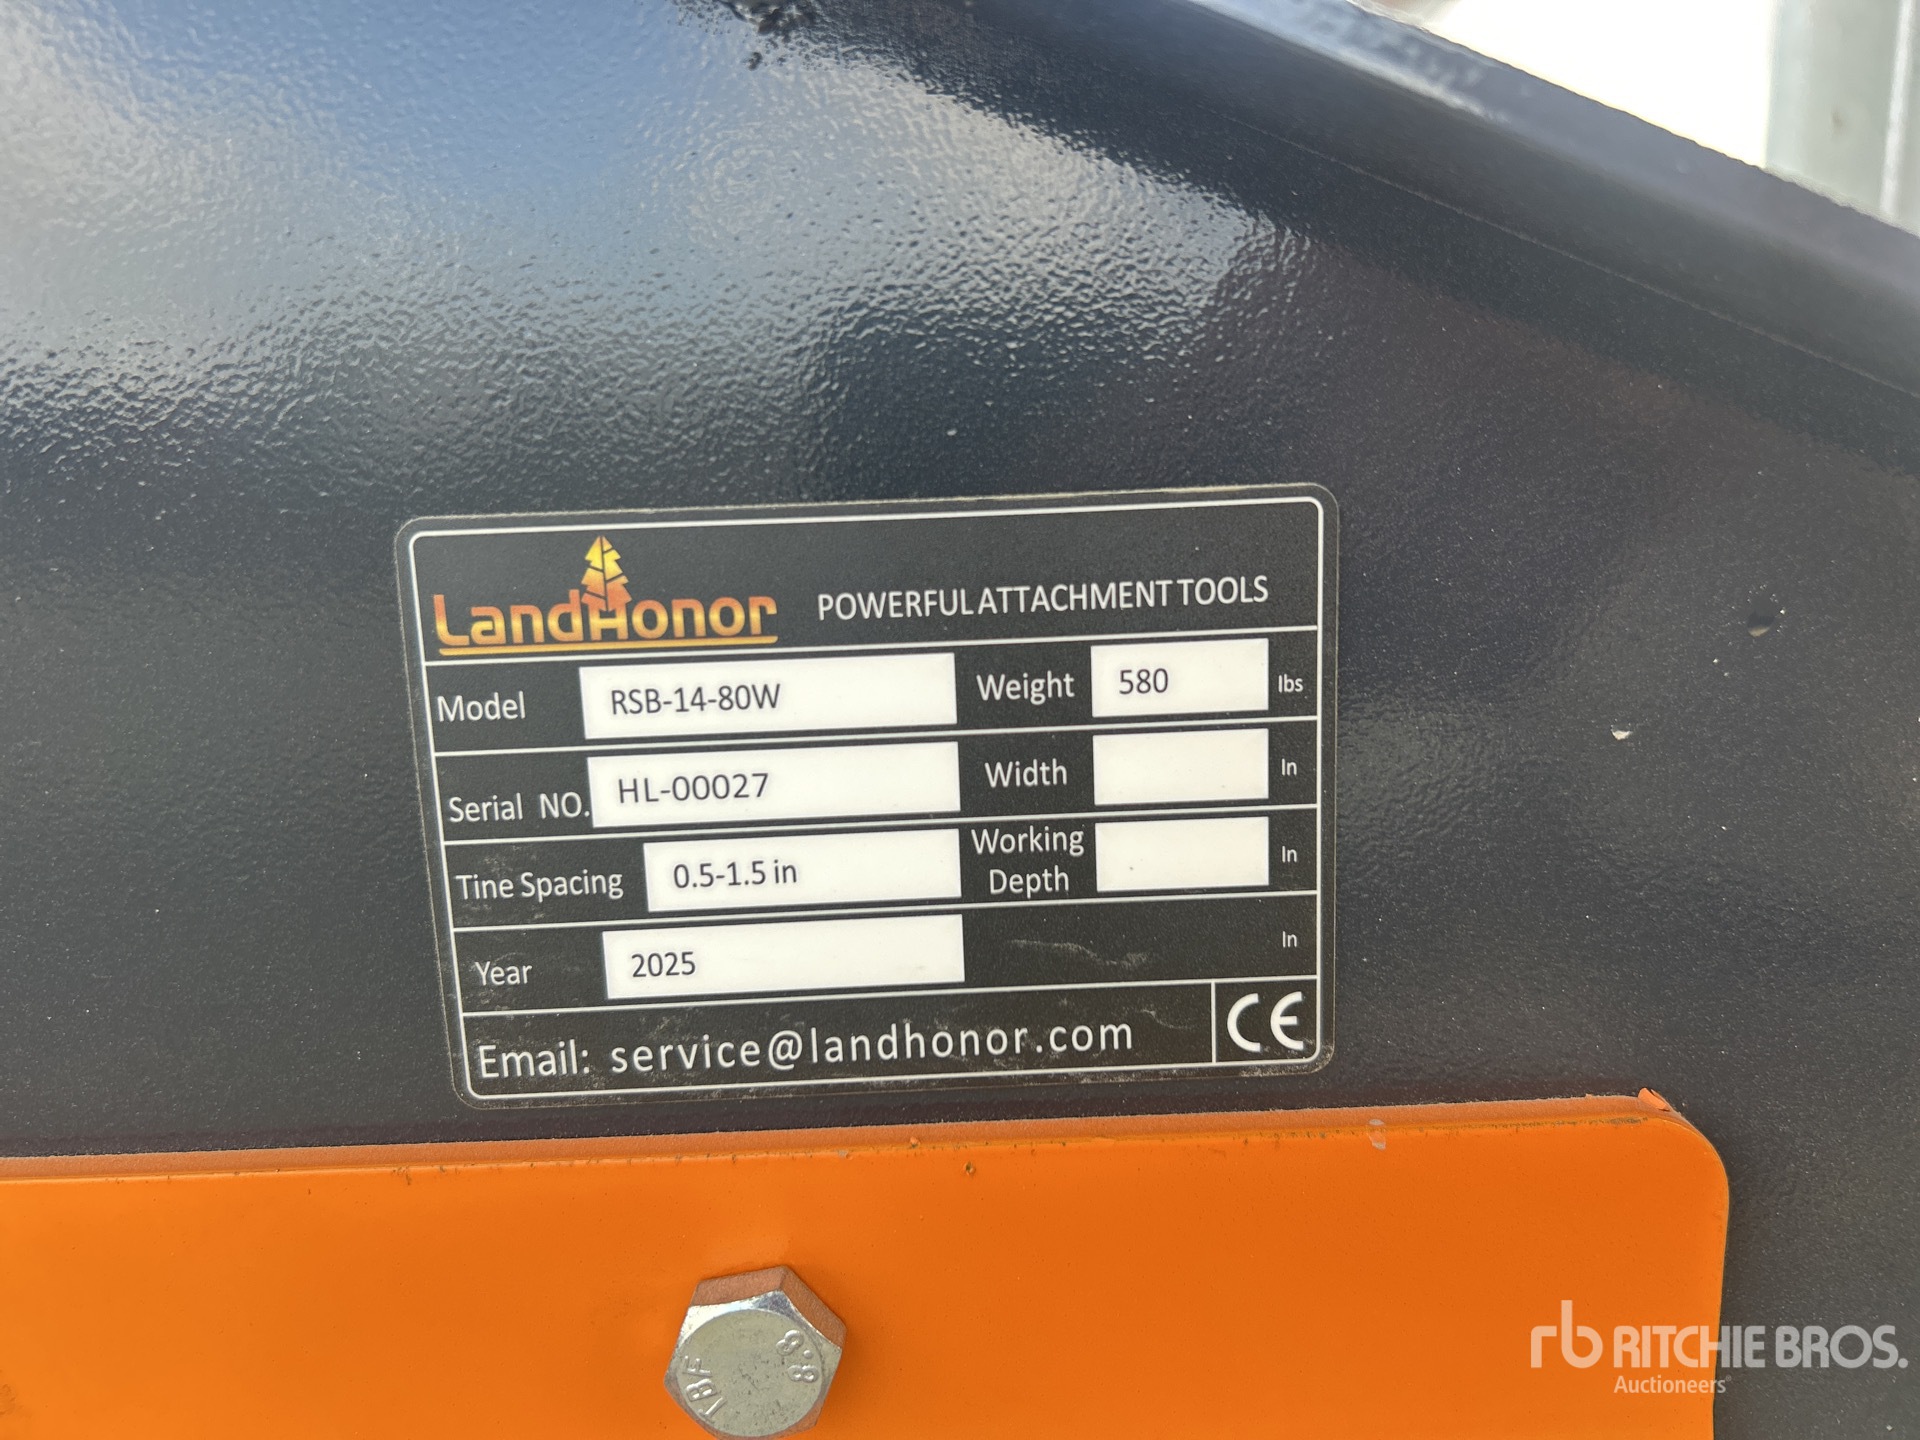 LandHonor POWERFUL ATTACHMENT TOOLS
Model RSB-14-80W Weight 580 lbs
Serial NO. HL-00027 Width In
Tine Spacing 0.5-1.5 in Working Depth In
Year 2025 In
Email: service@landhonor.com CE
8.8
rb RITCHIE BROS.
Auctioneers